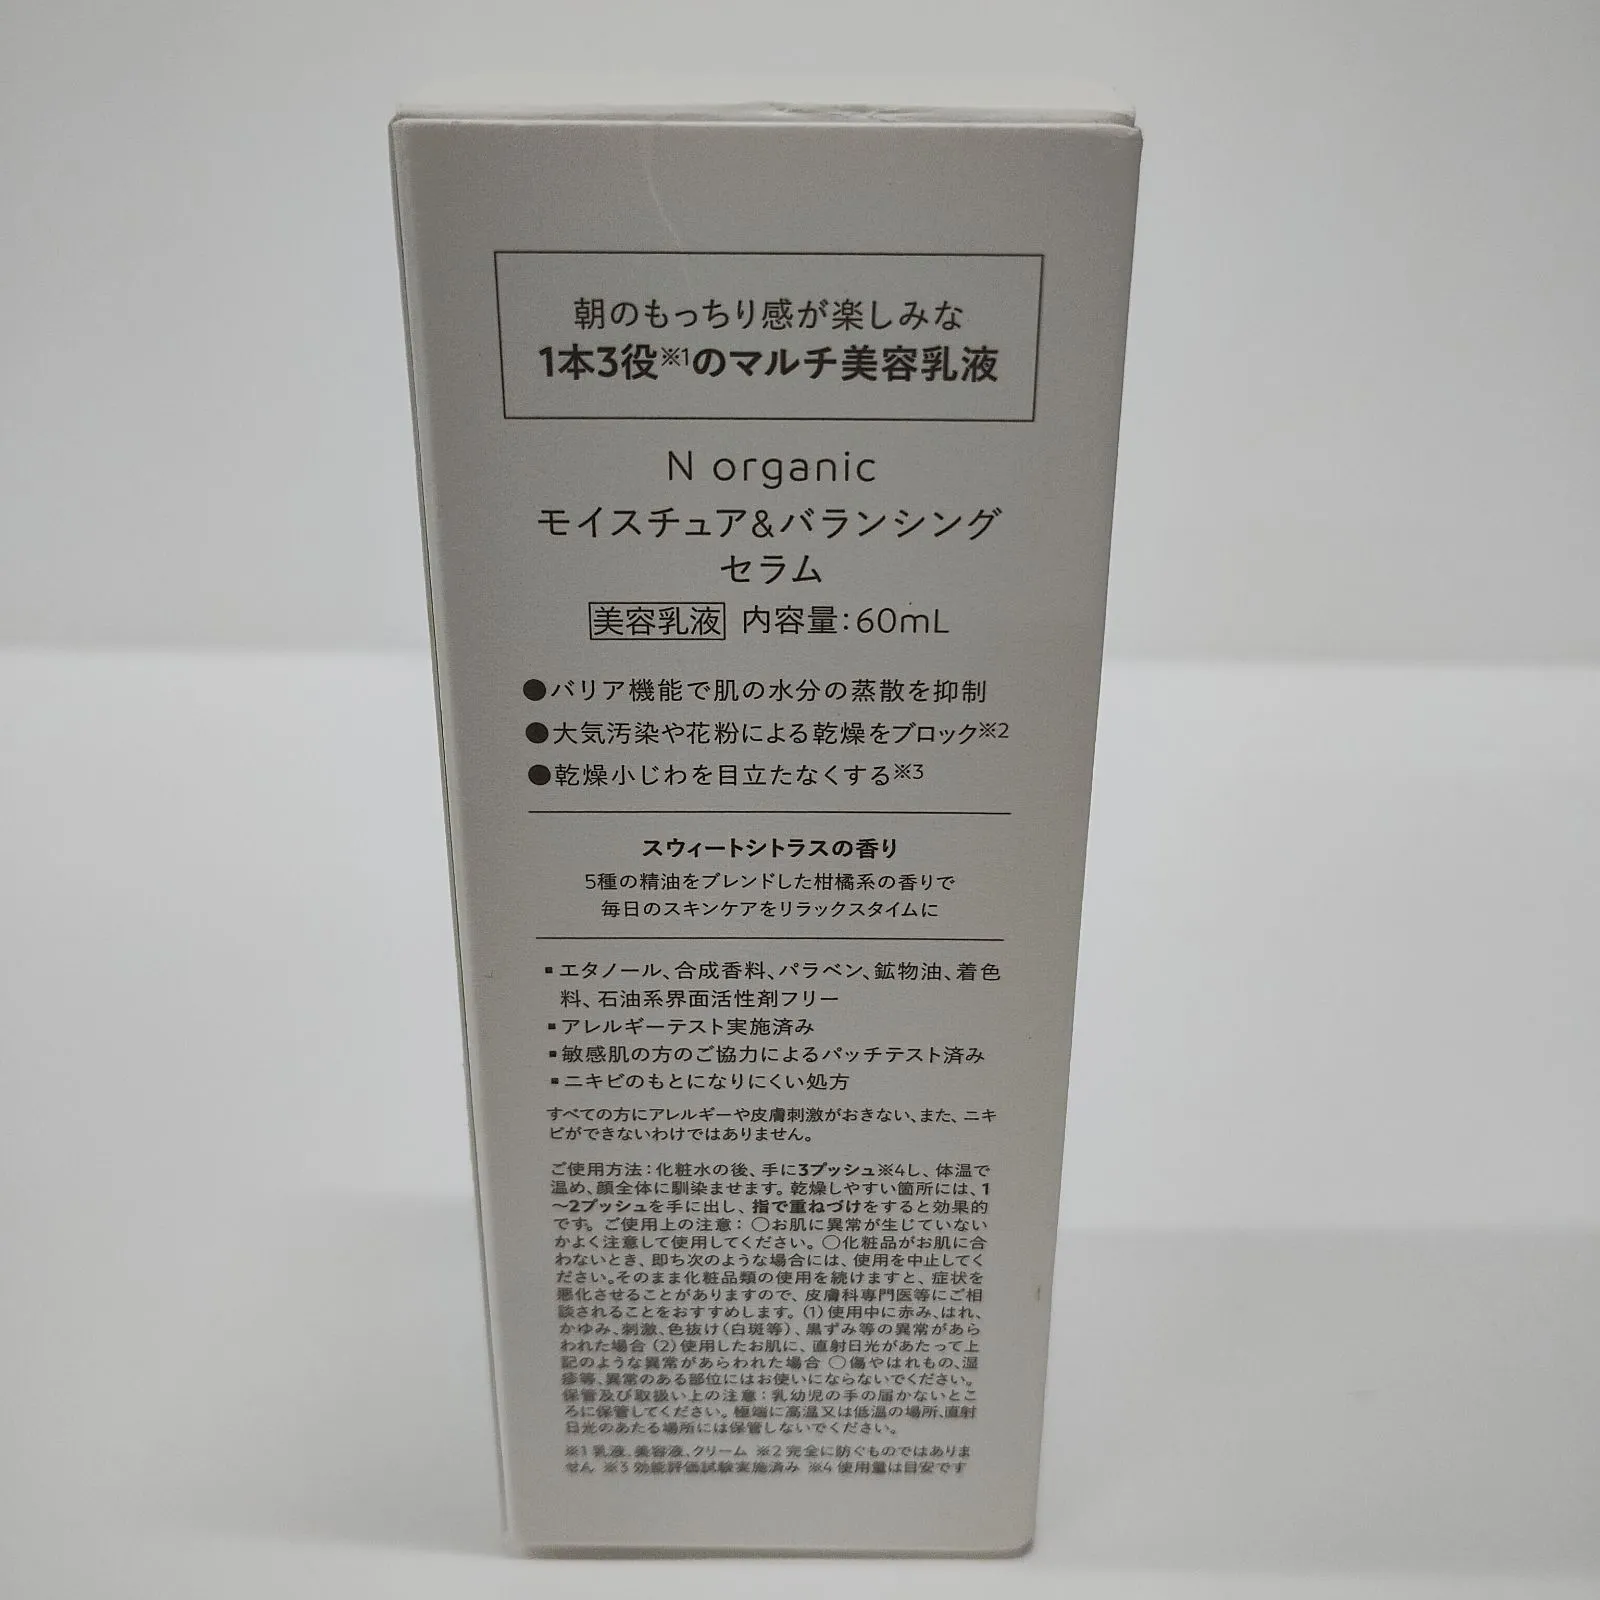 朝のもっちり感が楽しみな
1本3役※1のマルチ美容乳液
N organic
モイスチュア&バランシング
セラム
美容乳液 内容量:60mL
●バリア機能で肌の水分の蒸散を抑制
●大気汚染や花粉による乾燥をブロック※2
●乾燥小じわを目立たなくする※3
スウィートシトラスの香り
5種の精油をブレンドした柑橘系の香りで
毎日のスキンケアをリラックスタイムに
▪エタノール、合成香料、パラベン、鉱物油、着色
料、石油系界面活性剤フリー
▪アレルギーテスト実施済み
▪敏感肌の方のご協力によるパッチテスト済み
▪ニキビのもとになりにくい処方
すべての方にアレルギーや皮膚刺激がおきない、また、ニキ
ビができないわけではありません。
ご使用方法:化粧水の後、手に3プッシュ※4し、体温で
温め、顔全体に馴染ませます。乾燥しやすい箇所には、1
～2プッシュを手に出し、指で重ねづけをすると効果的
です。ご使用上の注意:○お肌に異常が生じていない
かよく注意して使用してください。○化粧品がお肌に合
わないとき、即ち次のような場合には、使用を中止してく
ださい。そのまま化粧品類の使用を続けますと、症状を
悪化させることがありますので、皮膚科専門医等にご相
談されることをおすすめします。(1)使用中に赤み、はれ、
かゆみ、刺激、色抜け(白斑等)、黒ずみ等の異常があら
われた場合 (2)使用したお肌に、直射日光があたって上
記のような異常があらわれた場合 ○傷やはれもの、湿
疹等、異常のある部位にはお使いにならないでください。
保管及び取扱い上の注意:乳幼児の手の届かないとこ
ろに保管してください。極端に高温又は低温の場所、直射
日光のあたる場所には保管しないでください。
※1 乳液、美容液、クリーム ※2 完全に防ぐものではありま
せん ※3 効能評価試験実施済み ※4 使用量は目安です